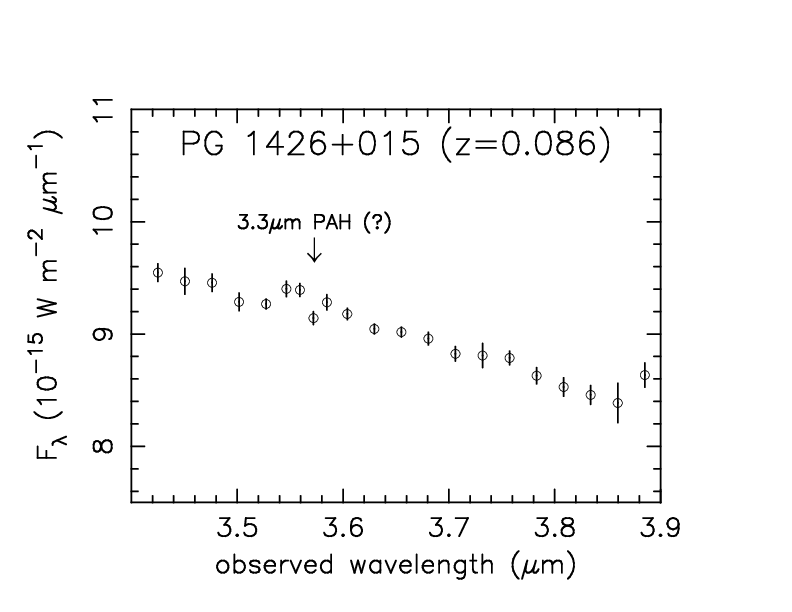 PG 1426+015 (z=0.086)
3.3μm PAH (?)
11
10
9
8
F_λ (10^−15 W m^−2 μm^−1)
3.5 3.6 3.7 3.8 3.9
observed wavelength (μm)